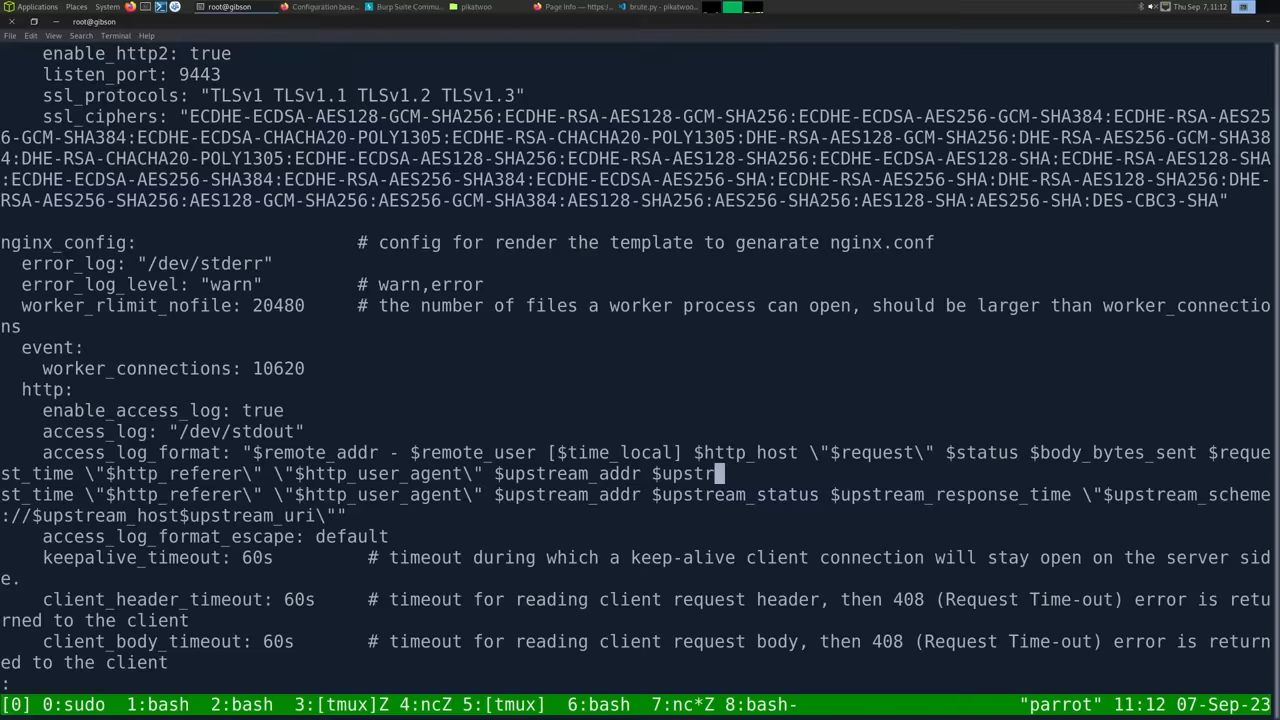 Applications Places System root@gibson Configuration base... Burp Suite Commu... pikatwoo Page Info — https:/... brute.py - pikatwoo... Thu Sep 7, 11:12
root@gibson
File Edit View Search Terminal Help
enable_http2: true
listen_port: 9443
ssl_protocols: "TLSv1 TLSv1.1 TLSv1.2 TLSv1.3"
ssl_ciphers: "ECDHE-ECDSA-AES128-GCM-SHA256:ECDHE-RSA-AES128-GCM-SHA256:ECDHE-ECDSA-AES256-GCM-SHA384:ECDHE-RSA-AES25
6-GCM-SHA384:ECDHE-ECDSA-CHACHA20-POLY1305:ECDHE-RSA-CHACHA20-POLY1305:DHE-RSA-AES128-GCM-SHA256:DHE-RSA-AES256-GCM-SHA38
4:DHE-RSA-CHACHA20-POLY1305:ECDHE-ECDSA-AES128-SHA256:ECDHE-RSA-AES128-SHA256:ECDHE-ECDSA-AES128-SHA:ECDHE-RSA-AES128-SHA
:ECDHE-ECDSA-AES256-SHA384:ECDHE-RSA-AES256-SHA384:ECDHE-ECDSA-AES256-SHA:ECDHE-RSA-AES256-SHA:DHE-RSA-AES128-SHA256:DHE-
RSA-AES256-SHA256:AES128-GCM-SHA256:AES256-GCM-SHA384:AES128-SHA256:AES256-SHA256:AES128-SHA:AES256-SHA:DES-CBC3-SHA"
nginx_config: # config for render the template to genarate nginx.conf
error_log: "/dev/stderr"
error_log_level: "warn" # warn,error
worker_rlimit_nofile: 20480 # the number of files a worker process can open, should be larger than worker_connectio
ns
event:
worker_connections: 10620
http:
enable_access_log: true
access_log: "/dev/stdout"
access_log_format: "$remote_addr - $remote_user [$time_local] $http_host \"$request\" $status $body_bytes_sent $reque
st_time \"$http_referer\" \"$http_user_agent\" $upstream_addr $upstr
st_time \"$http_referer\" \"$http_user_agent\" $upstream_addr $upstream_status $upstream_response_time \"$upstream_scheme
://$upstream_host$upstream_uri\""
access_log_format_escape: default
keepalive_timeout: 60s # timeout during which a keep-alive client connection will stay open on the server sid
e.
client_header_timeout: 60s # timeout for reading client request header, then 408 (Request Time-out) error is retu
rned to the client
client_body_timeout: 60s # timeout for reading client request body, then 408 (Request Time-out) error is return
ed to the client
:
[0] 0:sudo 1:bash 2:bash 3:[tmux]Z 4:ncZ 5:[tmux] 6:bash 7:nc*Z 8:bash- "parrot" 11:12 07-Sep-23